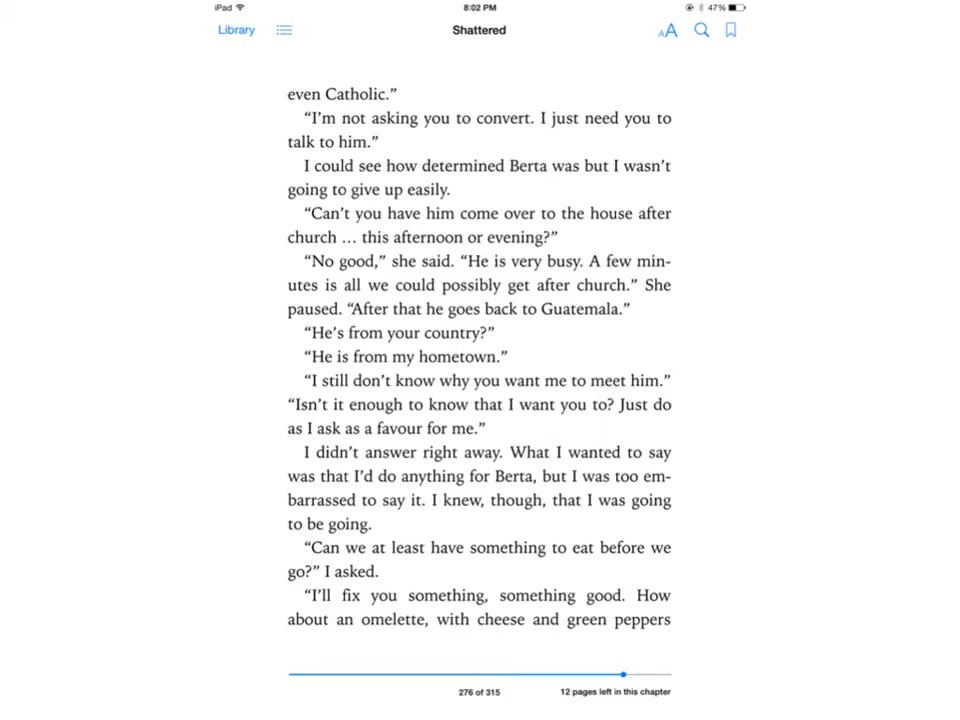 iPad 8:02 PM 47%
Library Shattered AA
even Catholic.”
“I’m not asking you to convert. I just need you to
talk to him.”
I could see how determined Berta was but I wasn’t
going to give up easily.
“Can’t you have him come over to the house after
church … this afternoon or evening?”
“No good,” she said. “He is very busy. A few min-
utes is all we could possibly get after church.” She
paused. “After that he goes back to Guatemala.”
“He’s from your country?”
“He is from my hometown.”
“I still don’t know why you want me to meet him.”
“Isn’t it enough to know that I want you to? Just do
as I ask as a favour for me.”
I didn’t answer right away. What I wanted to say
was that I’d do anything for Berta, but I was too em-
barrassed to say it. I knew, though, that I was going
to be going.
“Can we at least have something to eat before we
go?” I asked.
“I’ll fix you something, something good. How
about an omelette, with cheese and green peppers
276 of 315 12 pages left in this chapter